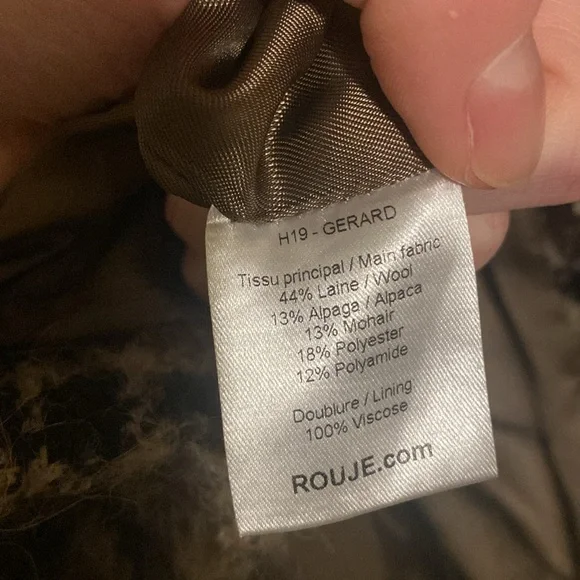 H19 - GERARD
Tissu principal / Main fabric
44% Laine / Wool
13% Alpaga / Alpaca
13% Mohair
18% Polyester
12% Polyamide
Doublure / Lining
100% Viscose
ROUJE.com